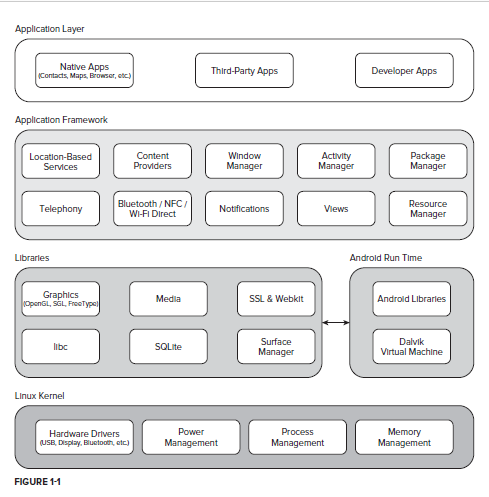 Application Layer
Native Apps
(Contacts, Maps, Browser, etc.)
Third-Party Apps
Developer Apps
Application Framework
Location-Based
Services
Content
Providers
Window
Manager
Activity
Manager
Package
Manager
Telephony
Bluetooth / NFC /
Wi-Fi Direct
Notifications
Views
Resource
Manager
Libraries
Graphics
(OpenGL, SGL, FreeType)
Media
SSL & Webkit
libc
SQLite
Surface
Manager
Android Run Time
Android Libraries
Dalvik
Virtual Machine
Linux Kernel
Hardware Drivers
(USB, Display, Bluetooth, etc.)
Power
Management
Process
Management
Memory
Management
FIGURE 1-1